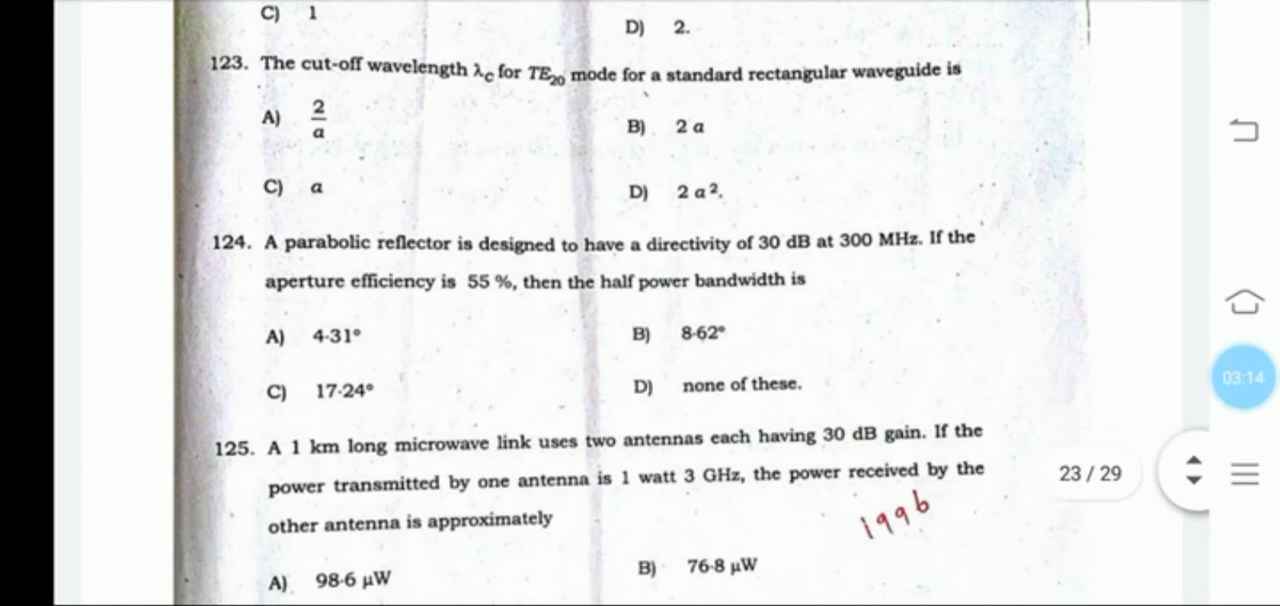 C) 1
D) 2.
123. The cut-off wavelength λc for TE20 mode for a standard rectangular waveguide is
A) 2/a
B) 2 a
C) a
D) 2 a².
124. A parabolic reflector is designed to have a directivity of 30 dB at 300 MHz. If the
aperture efficiency is 55 %, then the half power bandwidth is
A) 4·31°
B) 8·62°
C) 17·24°
D) none of these.
125. A 1 km long microwave link uses two antennas each having 30 dB gain. If the
power transmitted by one antenna is 1 watt 3 GHz, the power received by the
other antenna is approximately
1996
A) 98·6 µW
B) 76·8 µW
03:14
23 / 29